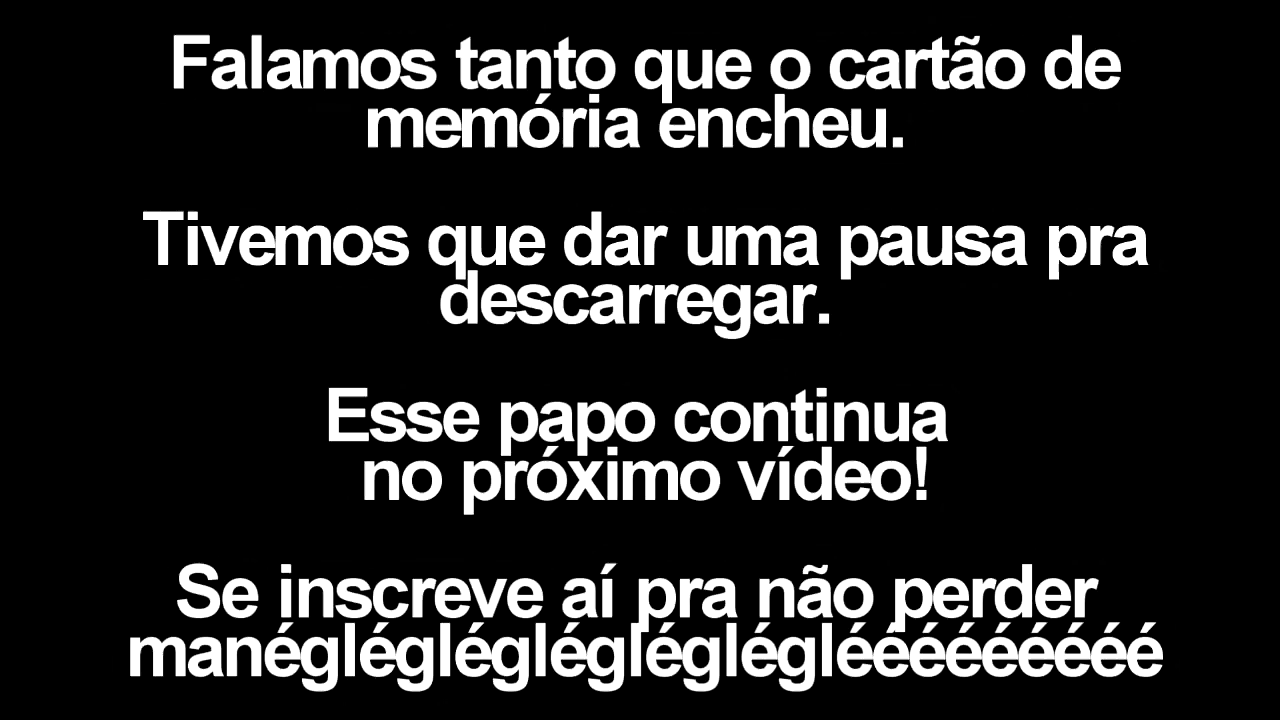 Falamos tanto que o cartão de
memória encheu.
Tivemos que dar uma pausa pra
descarregar.
Esse papo continua
no próximo vídeo!
Se inscreve aí pra não perder
manéglégléglégléglégléglééééééééé